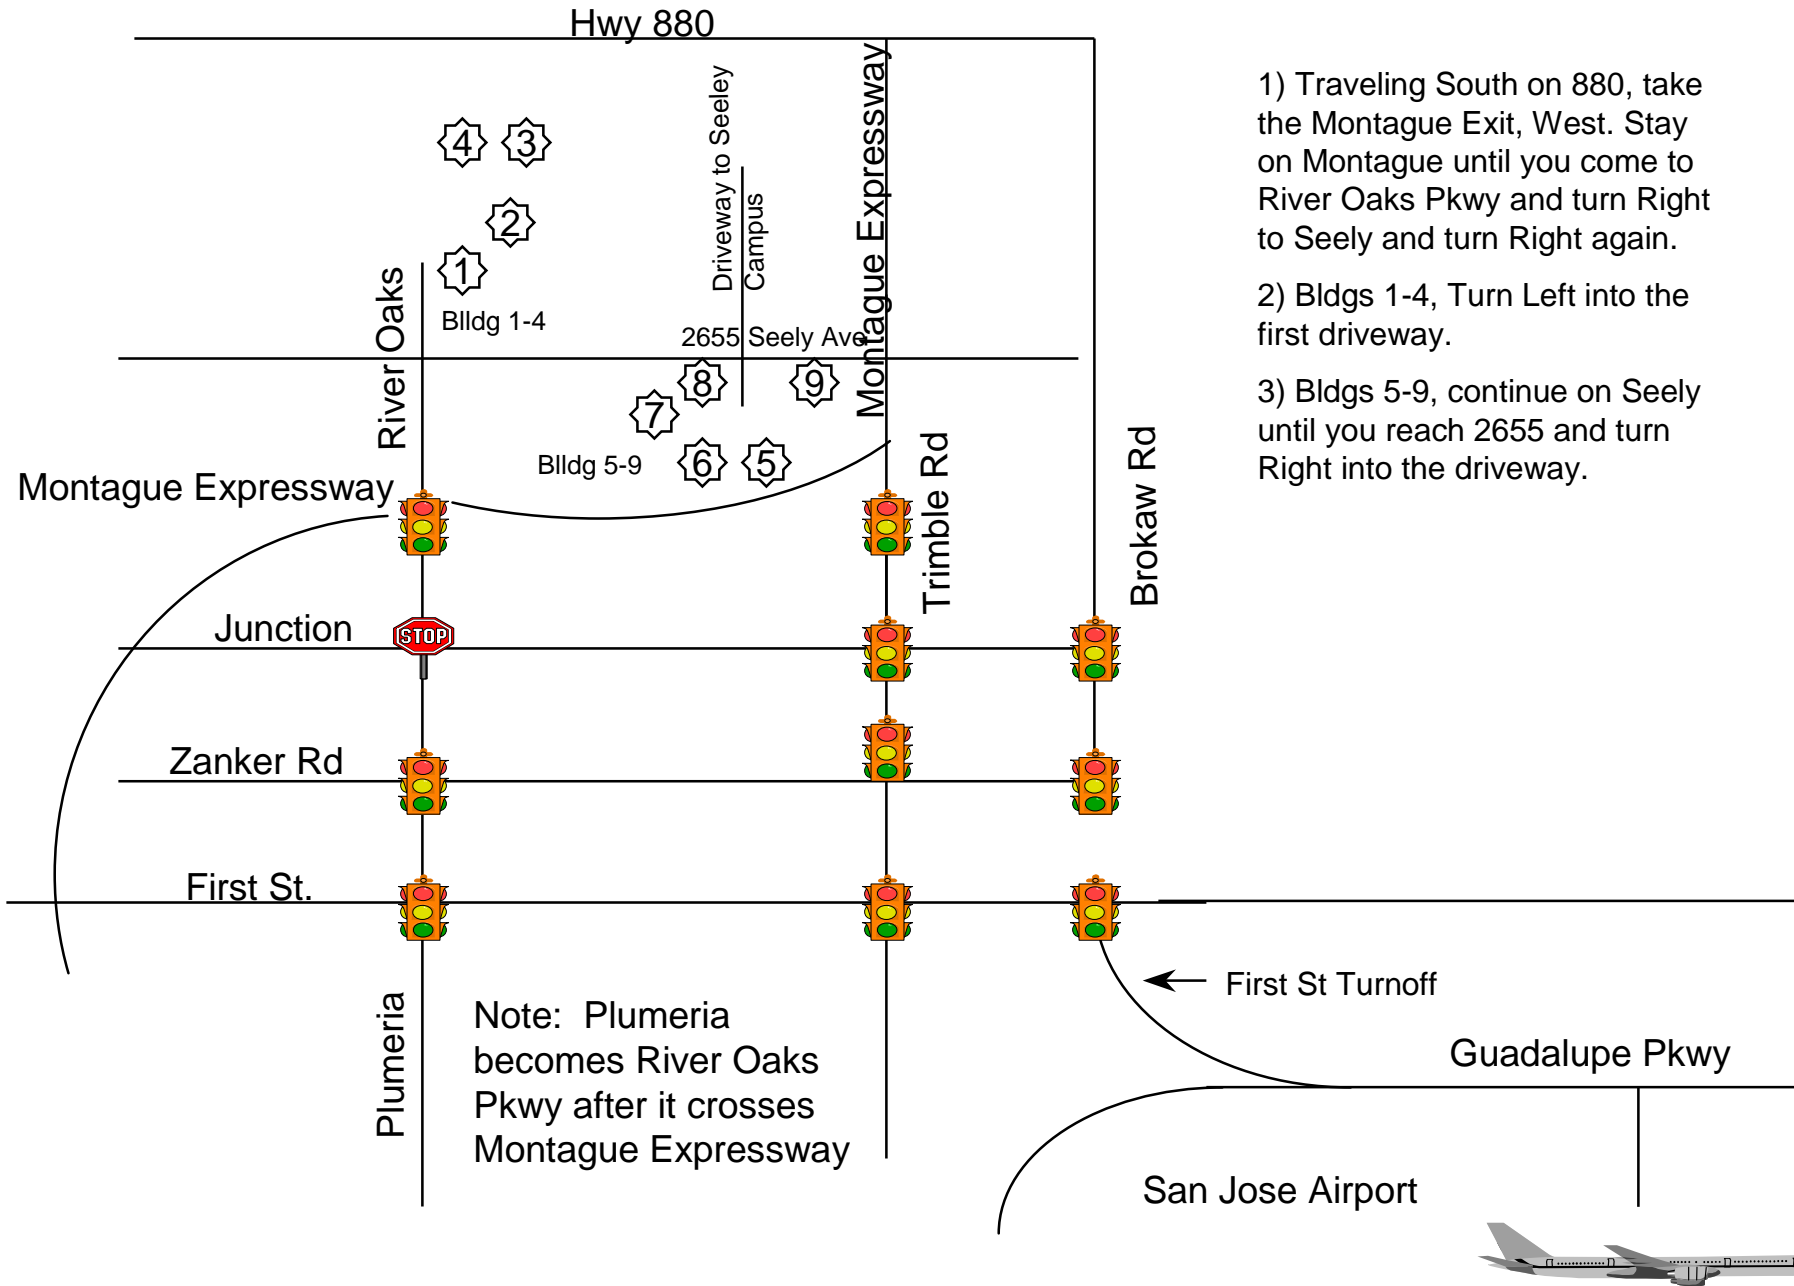 Hwy 880
Montague Expressway
Driveway to Seeley
Campus
4
3
2
1
Blldg 1-4
River Oaks
2655 Seely Ave
8
9
7
6
5
Blldg 5-9
Montague Expressway
Trimble Rd
Brokaw Rd
1) Traveling South on 880, take
the Montague Exit, West. Stay
on Montague until you come to
River Oaks Pkwy and turn Right
to Seely and turn Right again.
2) Bldgs 1-4, Turn Left into the
first driveway.
3) Bldgs 5-9, continue on Seely
until you reach 2655 and turn
Right into the driveway.
Junction
STOP
Zanker Rd
First St.
Plumeria
Note: Plumeria
becomes River Oaks
Pkwy after it crosses
Montague Expressway
First St Turnoff
Guadalupe Pkwy
San Jose Airport